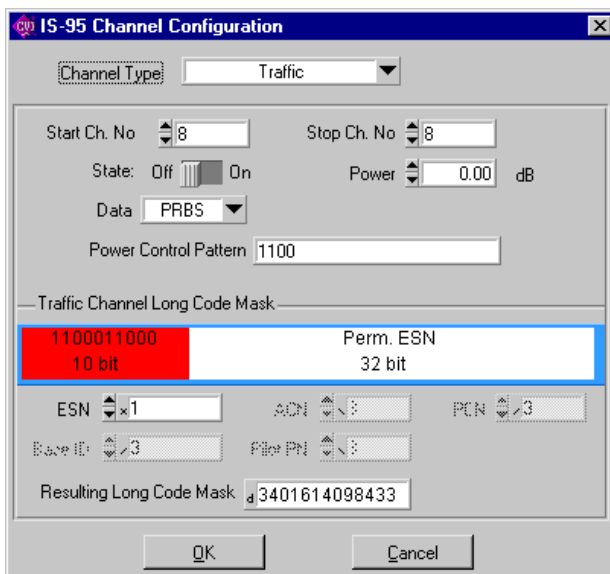 CVI IS-95 Channel Configuration
Channel Type Traffic
Start Ch. No 8 Stop Ch. No 8
State: Off On Power 0.00 dB
Data PRBS
Power Control Pattern 1100
Traffic Channel Long Code Mask
1100011000 Perm. ESN
10 bit 32 bit
ESN x1 ACN PCN 3
Base ID 3 Pilot PN
Resulting Long Code Mask d 3401614098433
OK Cancel